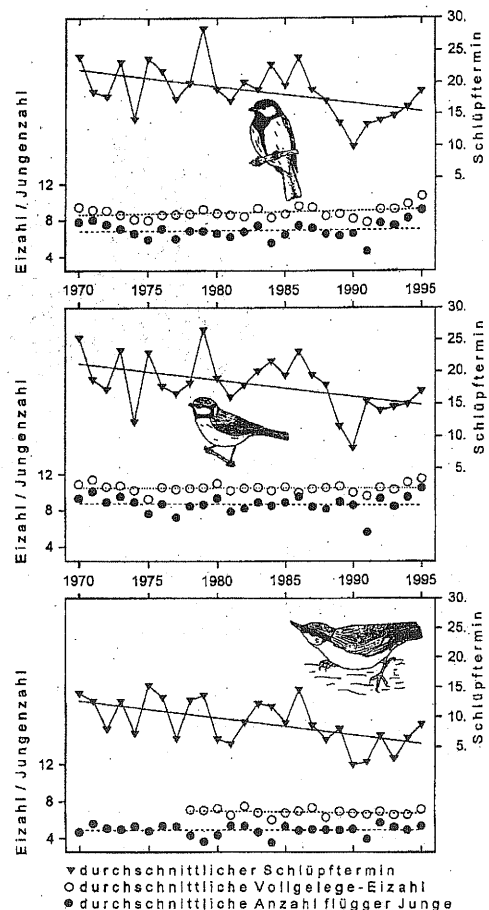 30.
25.
20.
15.
10.
5.
Schlüpftermin
12
8
4
Eizahl / Jungenzahl
1970 1975 1980 1985 1990 1995
30.
25.
20.
15.
10.
5.
Schlüpftermin
12
8
4
Eizahl / Jungenzahl
1970 1975 1980 1985 1990 1995
30.
25.
20.
15.
10.
5.
Schlüpftermin
12
8
4
Eizahl / Jungenzahl
durchschnittlicher Schlüpftermin
durchschnittliche Vollgelege-Eizahl
durchschnittliche Anzahl flügger Junge